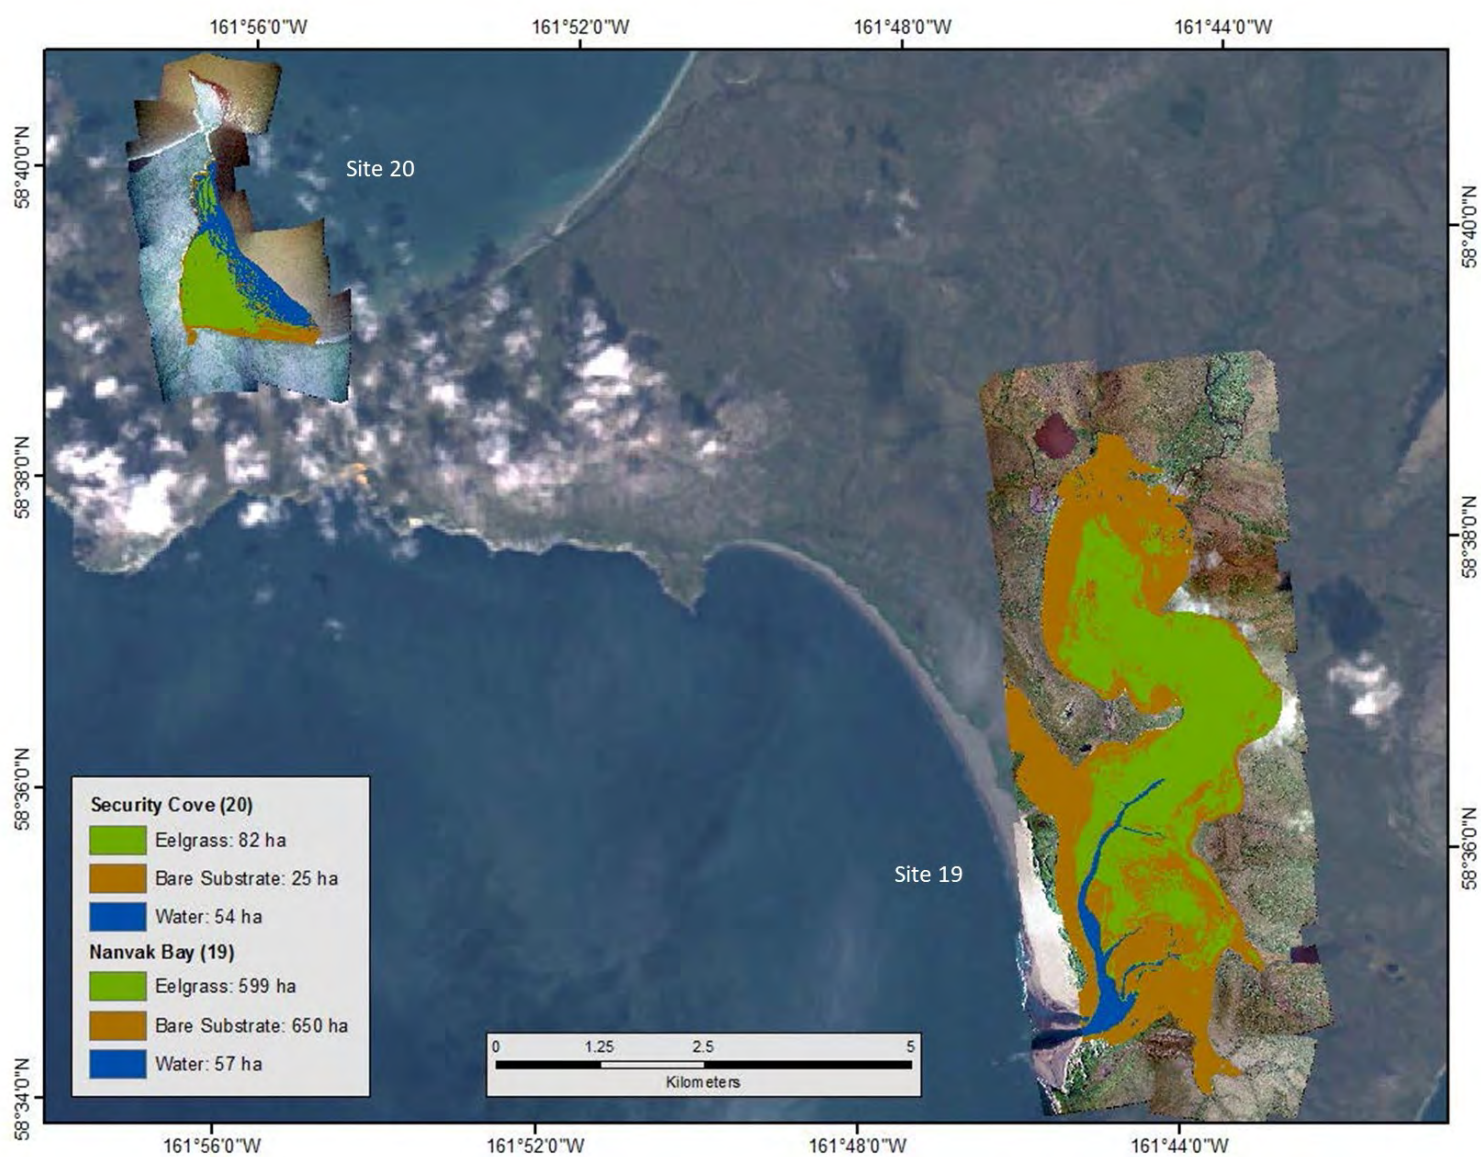 161°56'0"W 161°52'0"W 161°48'0"W 161°44'0"W
58°40'0"N
Site 20
58°40'0"N
58°38'0"N
58°38'0"N
58°36'0"N
58°36'0"N
Security Cove (20)
Eelgrass: 82 ha
Bare Substrate: 25 ha
Water: 54 ha
Nanvak Bay (19)
Eelgrass: 599 ha
Bare Substrate: 650 ha
Water: 57 ha
Site 19
0 1.25 2.5 5
Kilometers
58°34'0"N
161°56'0"W 161°52'0"W 161°48'0"W 161°44'0"W